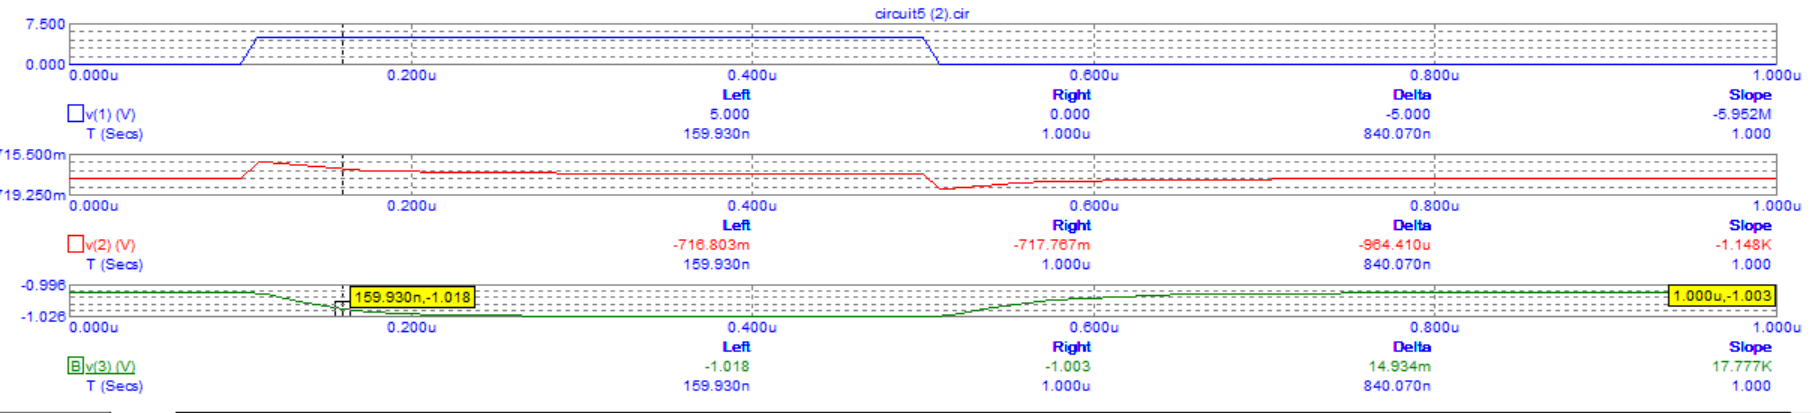 circuit5 (2).cir
7.500
0.000
0.000u 0.200u 0.400u 0.600u 0.800u 1.000u
Left Right Delta Slope
v(1) (V) 5.000 0.000 -5.000 -5.952M
T (Secs) 159.930n 1.000u 840.070n 1.000
715.500m
719.250m
0.000u 0.200u 0.400u 0.600u 0.800u 1.000u
Left Right Delta Slope
v(2) (V) -716.803m -717.767m -964.410u -1.148K
T (Secs) 159.930n 1.000u 840.070n 1.000
-0.996
159.930n,-1.018 1.000u,-1.003
-1.026
0.000u 0.200u 0.400u 0.600u 0.800u 1.000u
Left Right Delta Slope
B v(3) (V) -1.018 -1.003 14.934m 17.777K
T (Secs) 159.930n 1.000u 840.070n 1.000